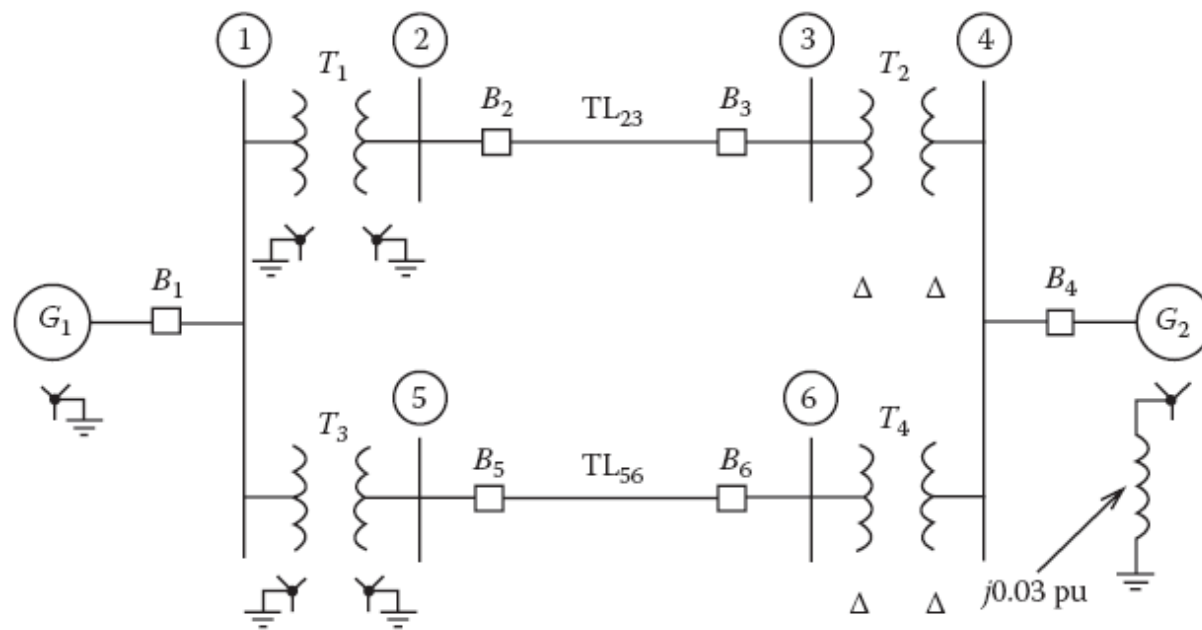 1 2 3 4
T₁ T₂
B₂ TL₂₃ B₃
B₁ Δ Δ B₄
G₁ G₂
5 6
T₃ T₄
B₅ TL₅₆ B₆
j0.03 pu
Δ Δ